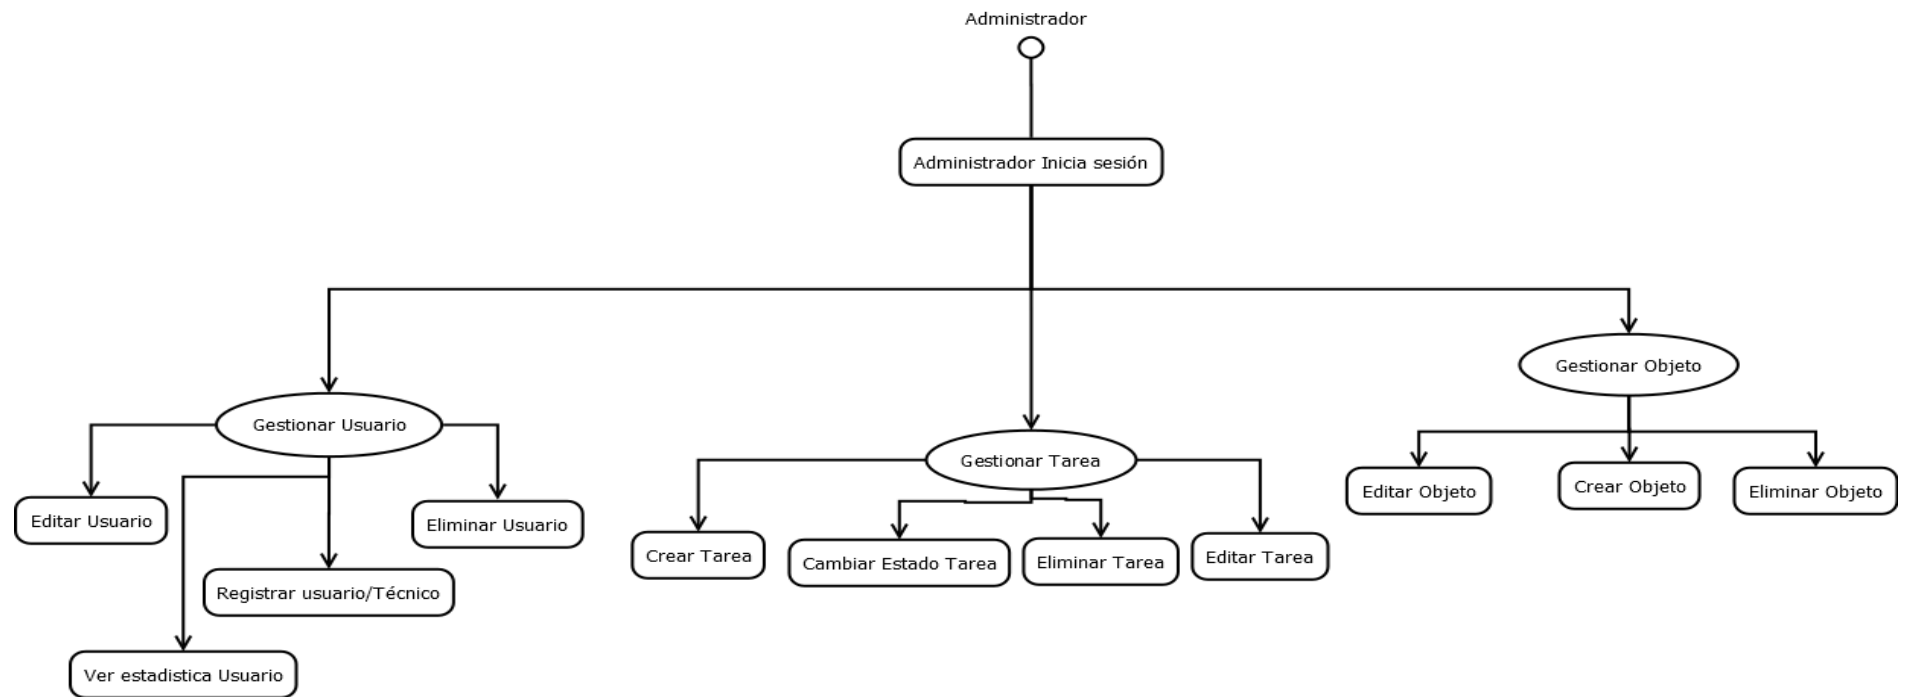 Administrador
Administrador Inicia sesión
Gestionar Objeto
Gestionar Usuario
Gestionar Tarea
Editar Objeto
Crear Objeto
Eliminar Objeto
Editar Usuario
Eliminar Usuario
Crear Tarea
Cambiar Estado Tarea
Eliminar Tarea
Editar Tarea
Registrar usuario/Técnico
Ver estadistica Usuario